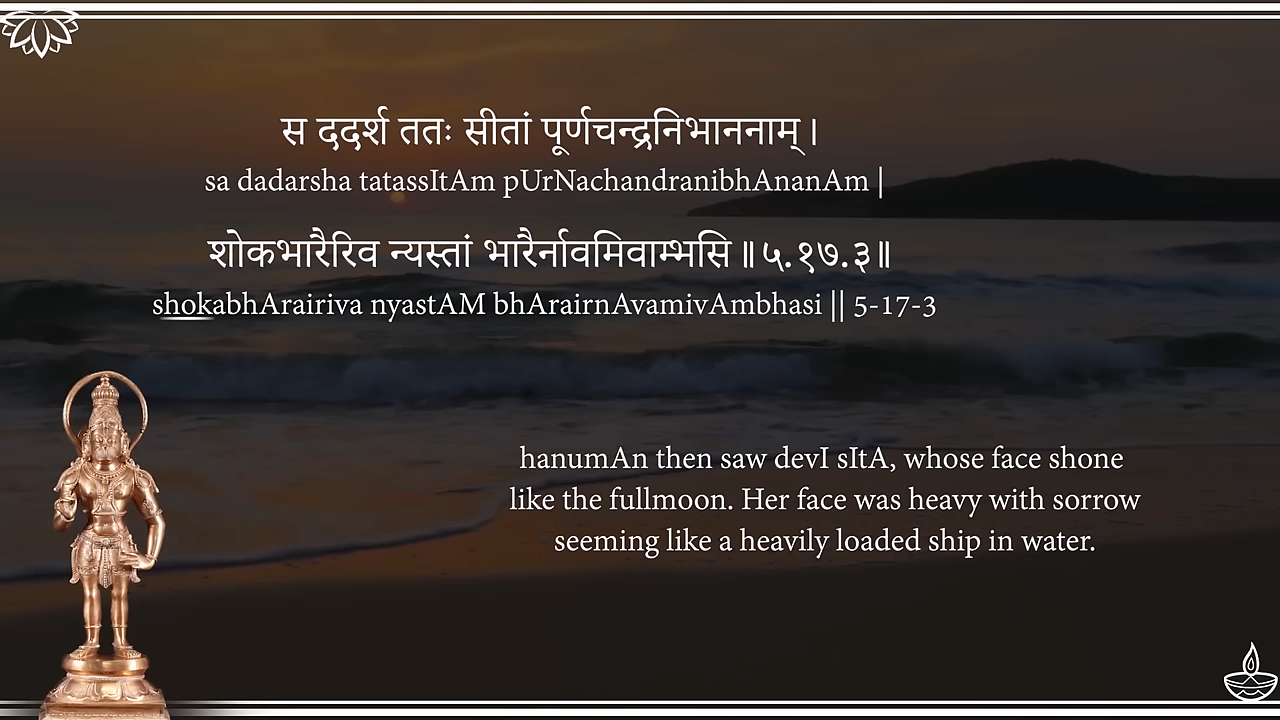 स ददर्श ततः सीतां पूर्णचन्द्रनिभाननाम् ।
sa dadarsha tatassItAm pUrNachandranibhAnanAm |
शोकभारैरिव न्यस्तां भारैर्नावमिवाम्भसि ॥ ५.१७.३॥
shokabhArairiva nyastAM bhArairnAvamivAmbhasi || 5-17-3
hanumAn then saw devI sItA, whose face shone
like the fullmoon. Her face was heavy with sorrow
seeming like a heavily loaded ship in water.